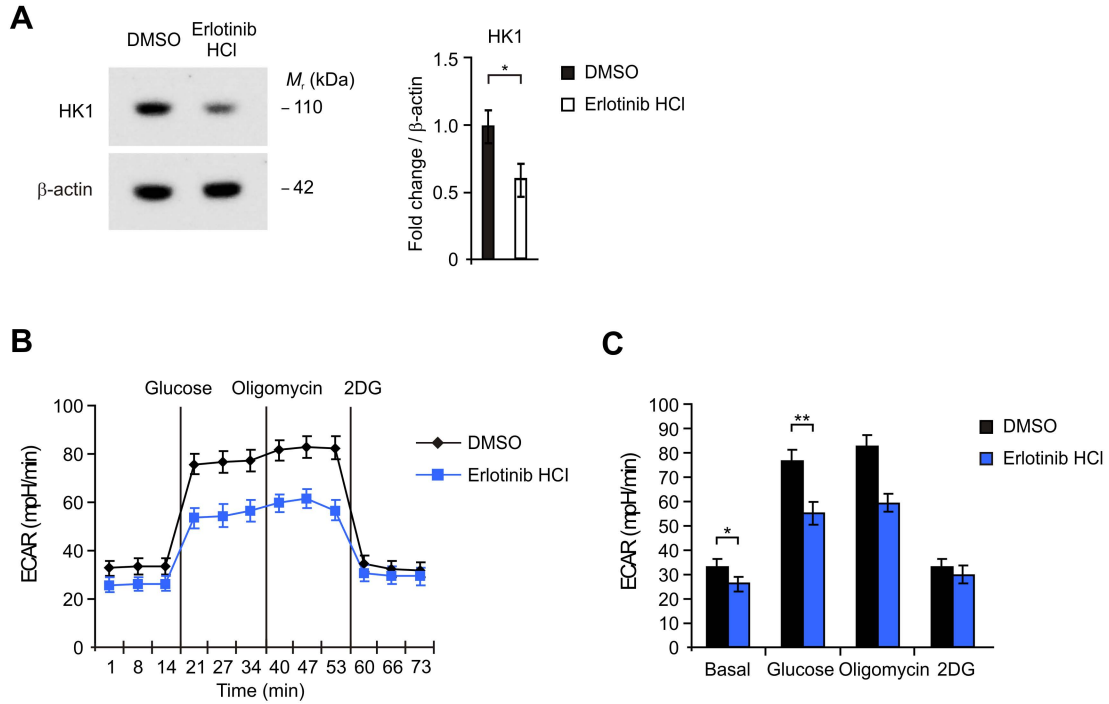 A
DMSO
Erlotinib
HCl
Mr (kDa)
HK1
– 110
β-actin
– 42
HK1
*
DMSO
Erlotinib HCl
Fold change / β-actin
1.5
1.0
0.5
0
B
Glucose Oligomycin 2DG
DMSO
Erlotinib HCl
ECAR (mpH/min)
100
80
60
40
20
0
1 8 14 21 27 34 40 47 53 60 66 73
Time (min)
C
DMSO
Erlotinib HCl
ECAR (mpH/min)
100
90
80
70
60
50
40
30
20
10
0
*
**
Basal Glucose Oligomycin 2DG